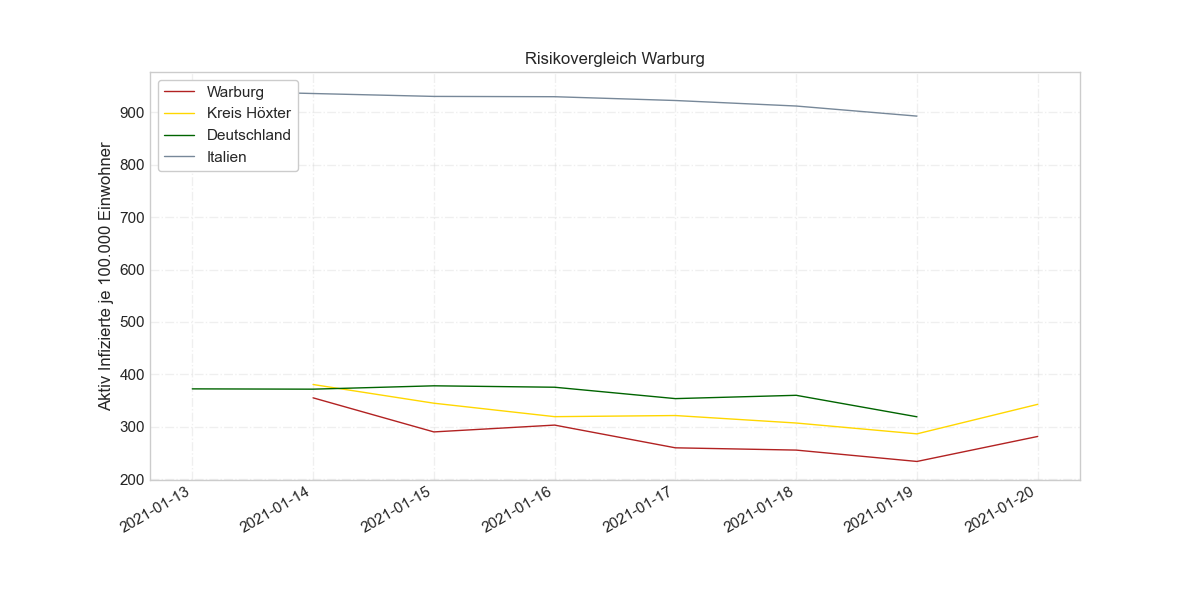 Risikovergleich Warburg
Warburg
Kreis Höxter
Deutschland
Italien
Aktiv Infizierte je 100.000 Einwohner
900
800
700
600
500
400
300
200
2021-01-13
2021-01-14
2021-01-15
2021-01-16
2021-01-17
2021-01-18
2021-01-19
2021-01-20